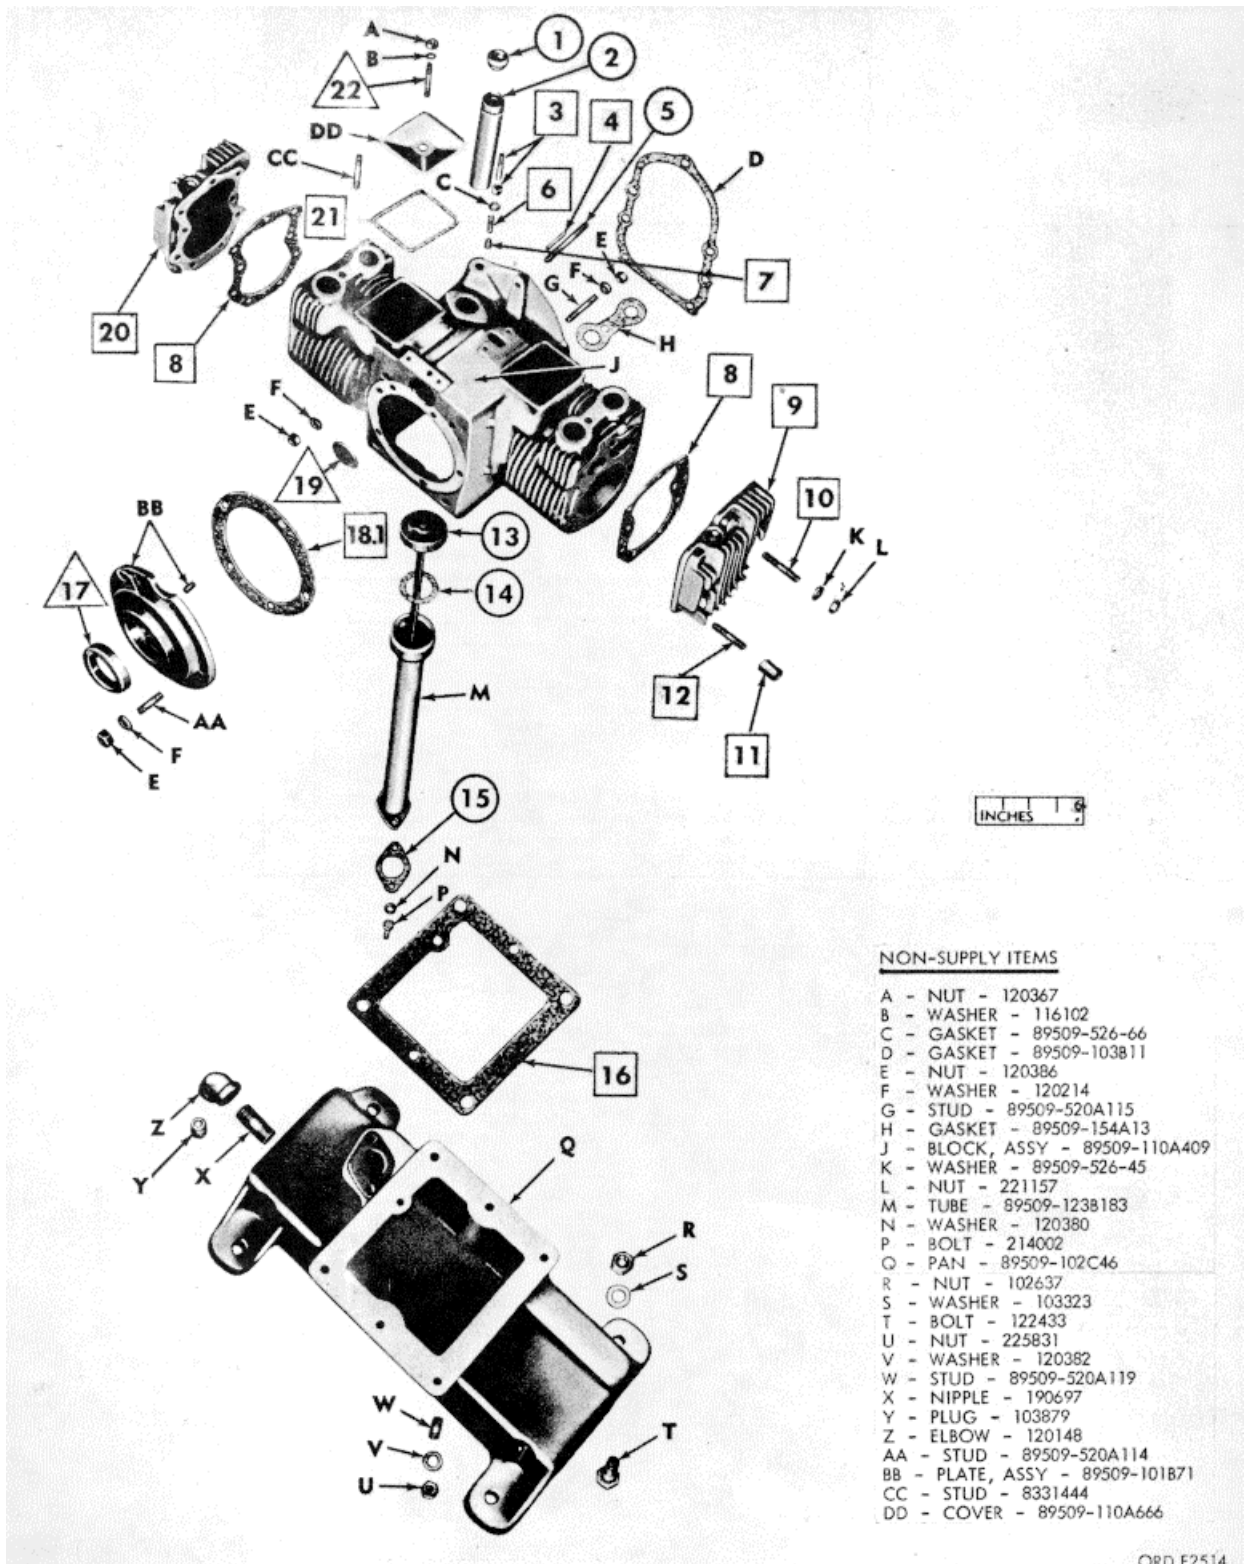 A
1
B
2
22
3
4
5
DD
D
CC
C
6
21
E
F
7
G
20
8
H
J
8
9
F
E
10
19
K
L
BB
18.1
13
17
14
12
M
11
AA
F
E
15
INCHES 6
N
P
16
Z
Y
X
Q
R
S
W
V
T
U
NON-SUPPLY ITEMS
A - NUT - 120367
B - WASHER - 116102
C - GASKET - 89509-526-66
D - GASKET - 89509-103B11
E - NUT - 120386
F - WASHER - 120214
G - STUD - 89509-520A115
H - GASKET - 89509-154A13
J - BLOCK, ASSY - 89509-110A409
K - WASHER - 89509-526-45
L - NUT - 221157
M - TUBE - 89509-123B183
N - WASHER - 120380
P - BOLT - 214002
Q - PAN - 89509-102C46
R - NUT - 102637
S - WASHER - 103323
T - BOLT - 122433
U - NUT - 225831
V - WASHER - 120382
W - STUD - 89509-520A119
X - NIPPLE - 190697
Y - PLUG - 103879
Z - ELBOW - 120148
AA - STUD - 89509-520A114
BB - PLATE, ASSY - 89509-101B71
CC - STUD - 8331444
DD - COVER - 89509-110A666
ORD E2514